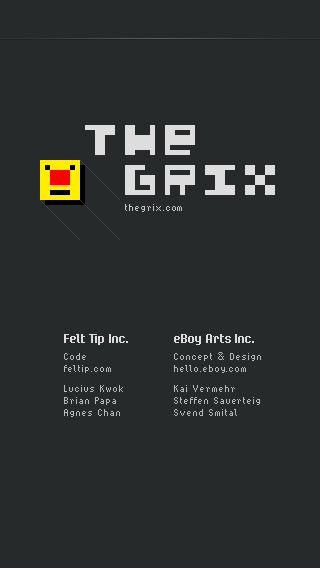 THE
GRIX
thegrix.com
Felt Tip Inc.
Code
feltip.com
Lucius Kwok
Brian Papa
Agnes Chan
eBoy Arts Inc.
Concept & Design
hello.eboy.com
Kai Vermehr
Steffen Sauerteig
Svend Smital